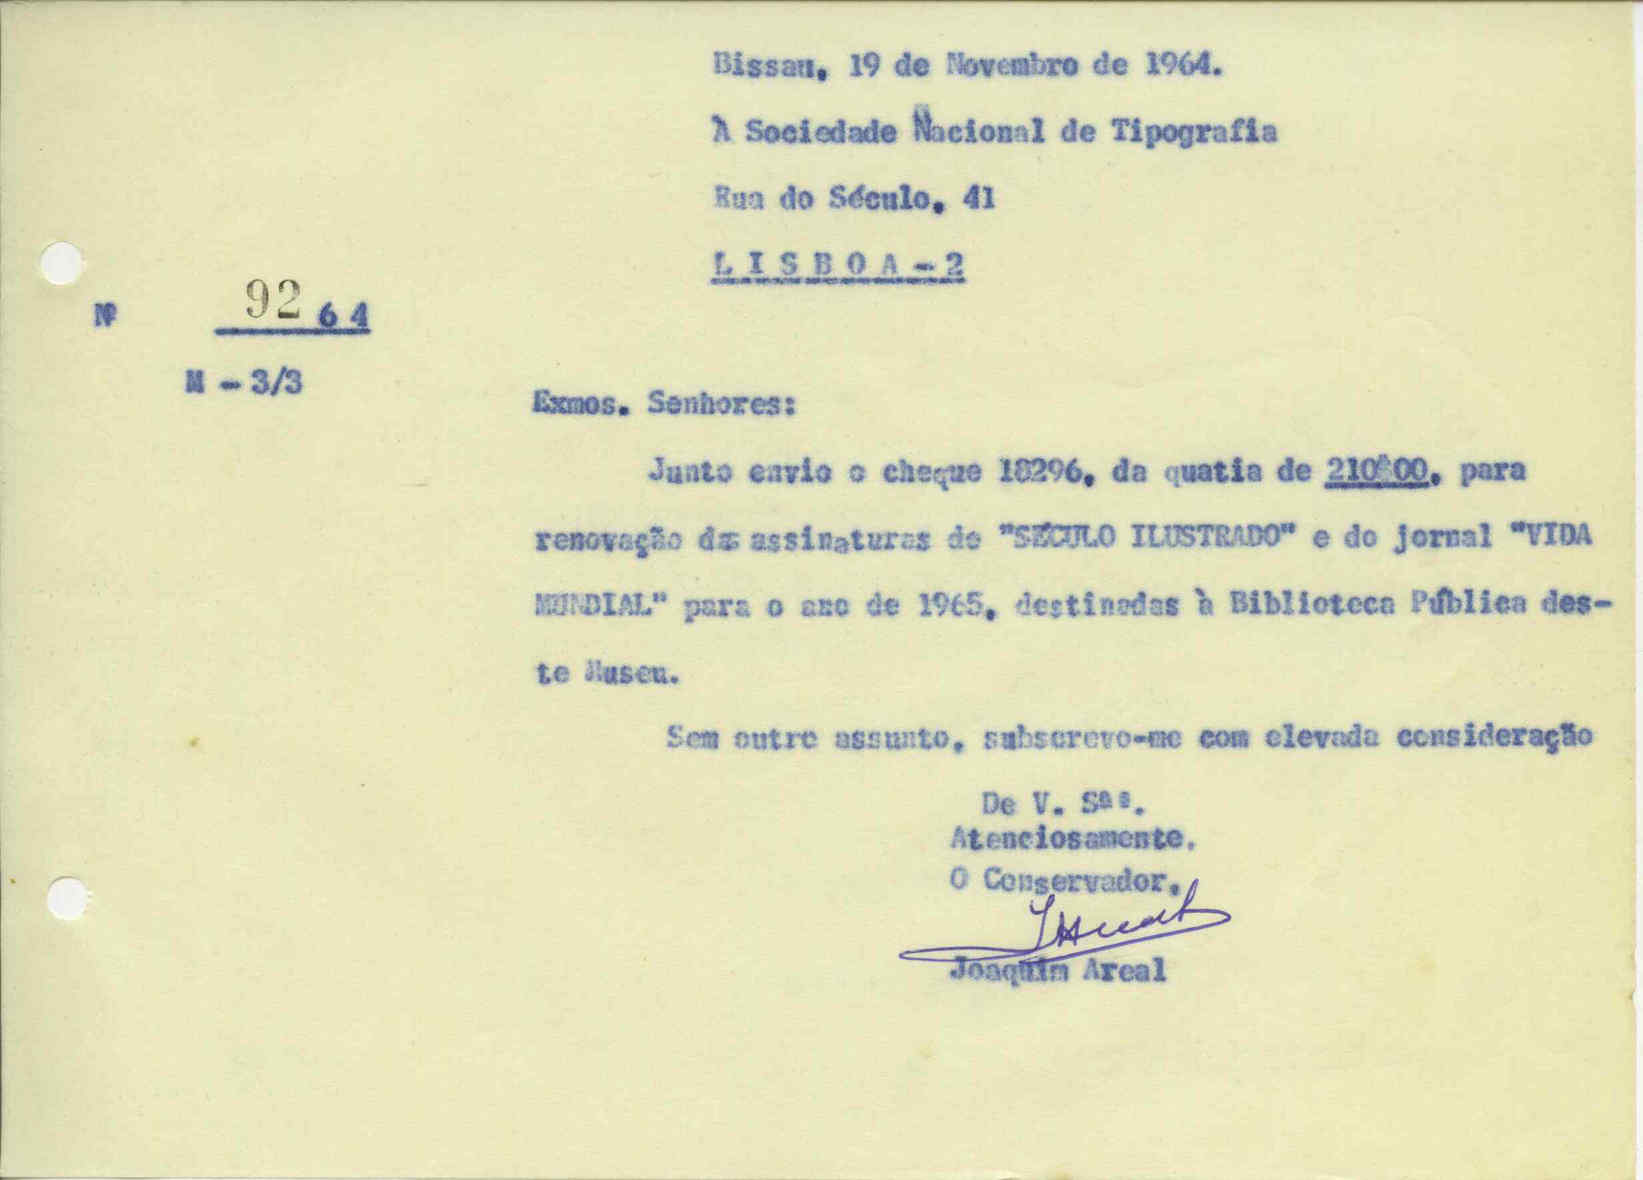 Bissau, 19 de Novembro de 1964.
À Sociedade Nacional de Tipografia
Rua do Século, 41
L I S B O A - 2
Nº 92 64
M - 3/3
Exmos. Senhores:
Junto envio o cheque 18296, da quatia de 210$00, para
renovação das assinaturas do "SÉCULO ILUSTRADO" e do jornal "VIDA
MUNDIAL" para o ano de 1965, destinadas à Biblioteca Pública des-
te Museu.
Sem outro assunto, subscrevo-me com elevada consideração
De V. Sªs.
Atenciosamente.
O Conservador,
Joaquim Areal